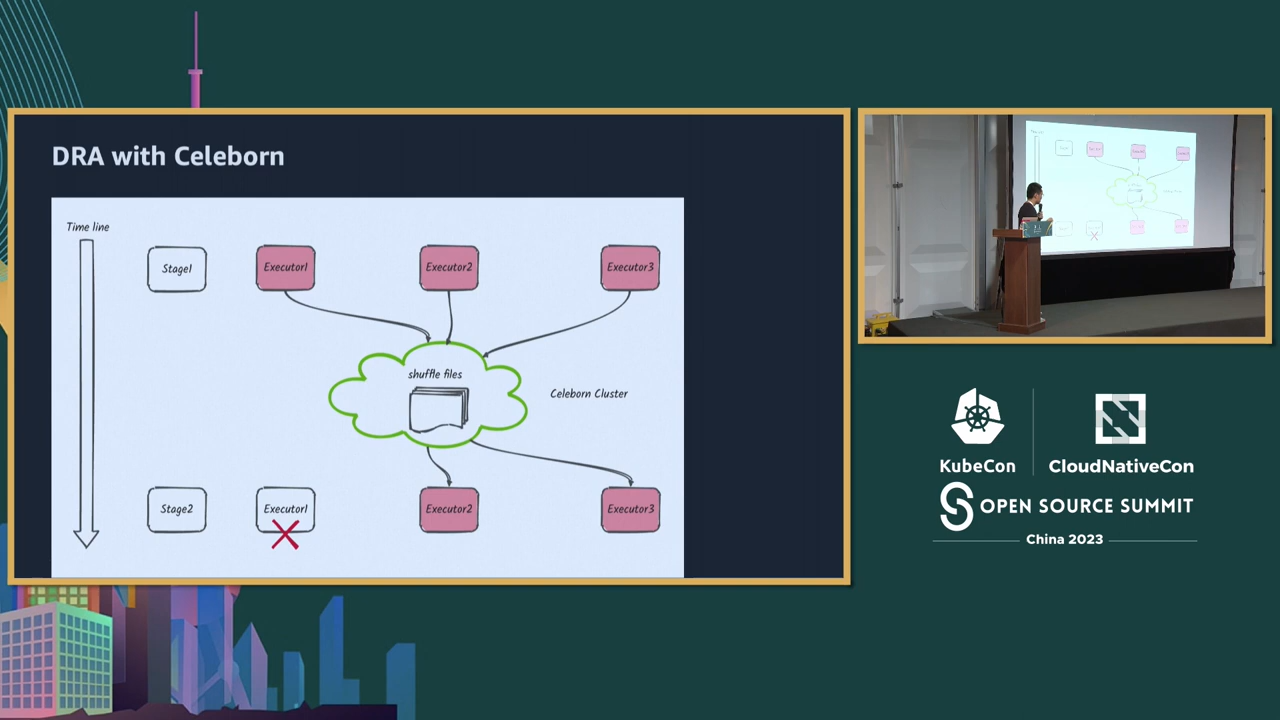 DRA with Celeborn
Time line
Stage1
Executor1
Executor2
Executor3
shuffle files
Celeborn Cluster
Stage2
Executor1
Executor2
Executor3
KubeCon
CloudNativeCon
OPEN SOURCE SUMMIT
China 2023